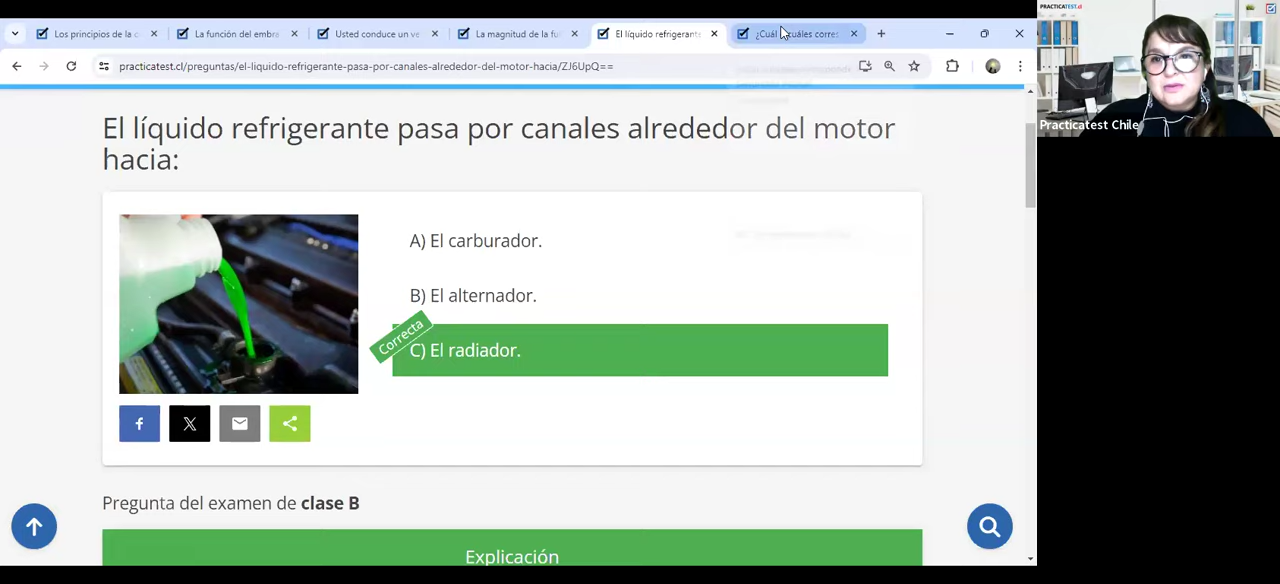 Los principios de la c
La función del embra
Usted conduce un ve
La magnitud de la fu
El líquido refrigerant
¿Cuál cuáles corre:
practicatest.cl/preguntas/el-liquido-refrigerante-pasa-por-canales-alrededor-del-motor-hacia/ZJ6UpQ==
PRACTICATEST.cl
Practicatest Chile
El líquido refrigerante pasa por canales alrededor del motor
hacia:
A) El carburador.
B) El alternador.
Correcta
C) El radiador.
Pregunta del examen de clase B
Explicación